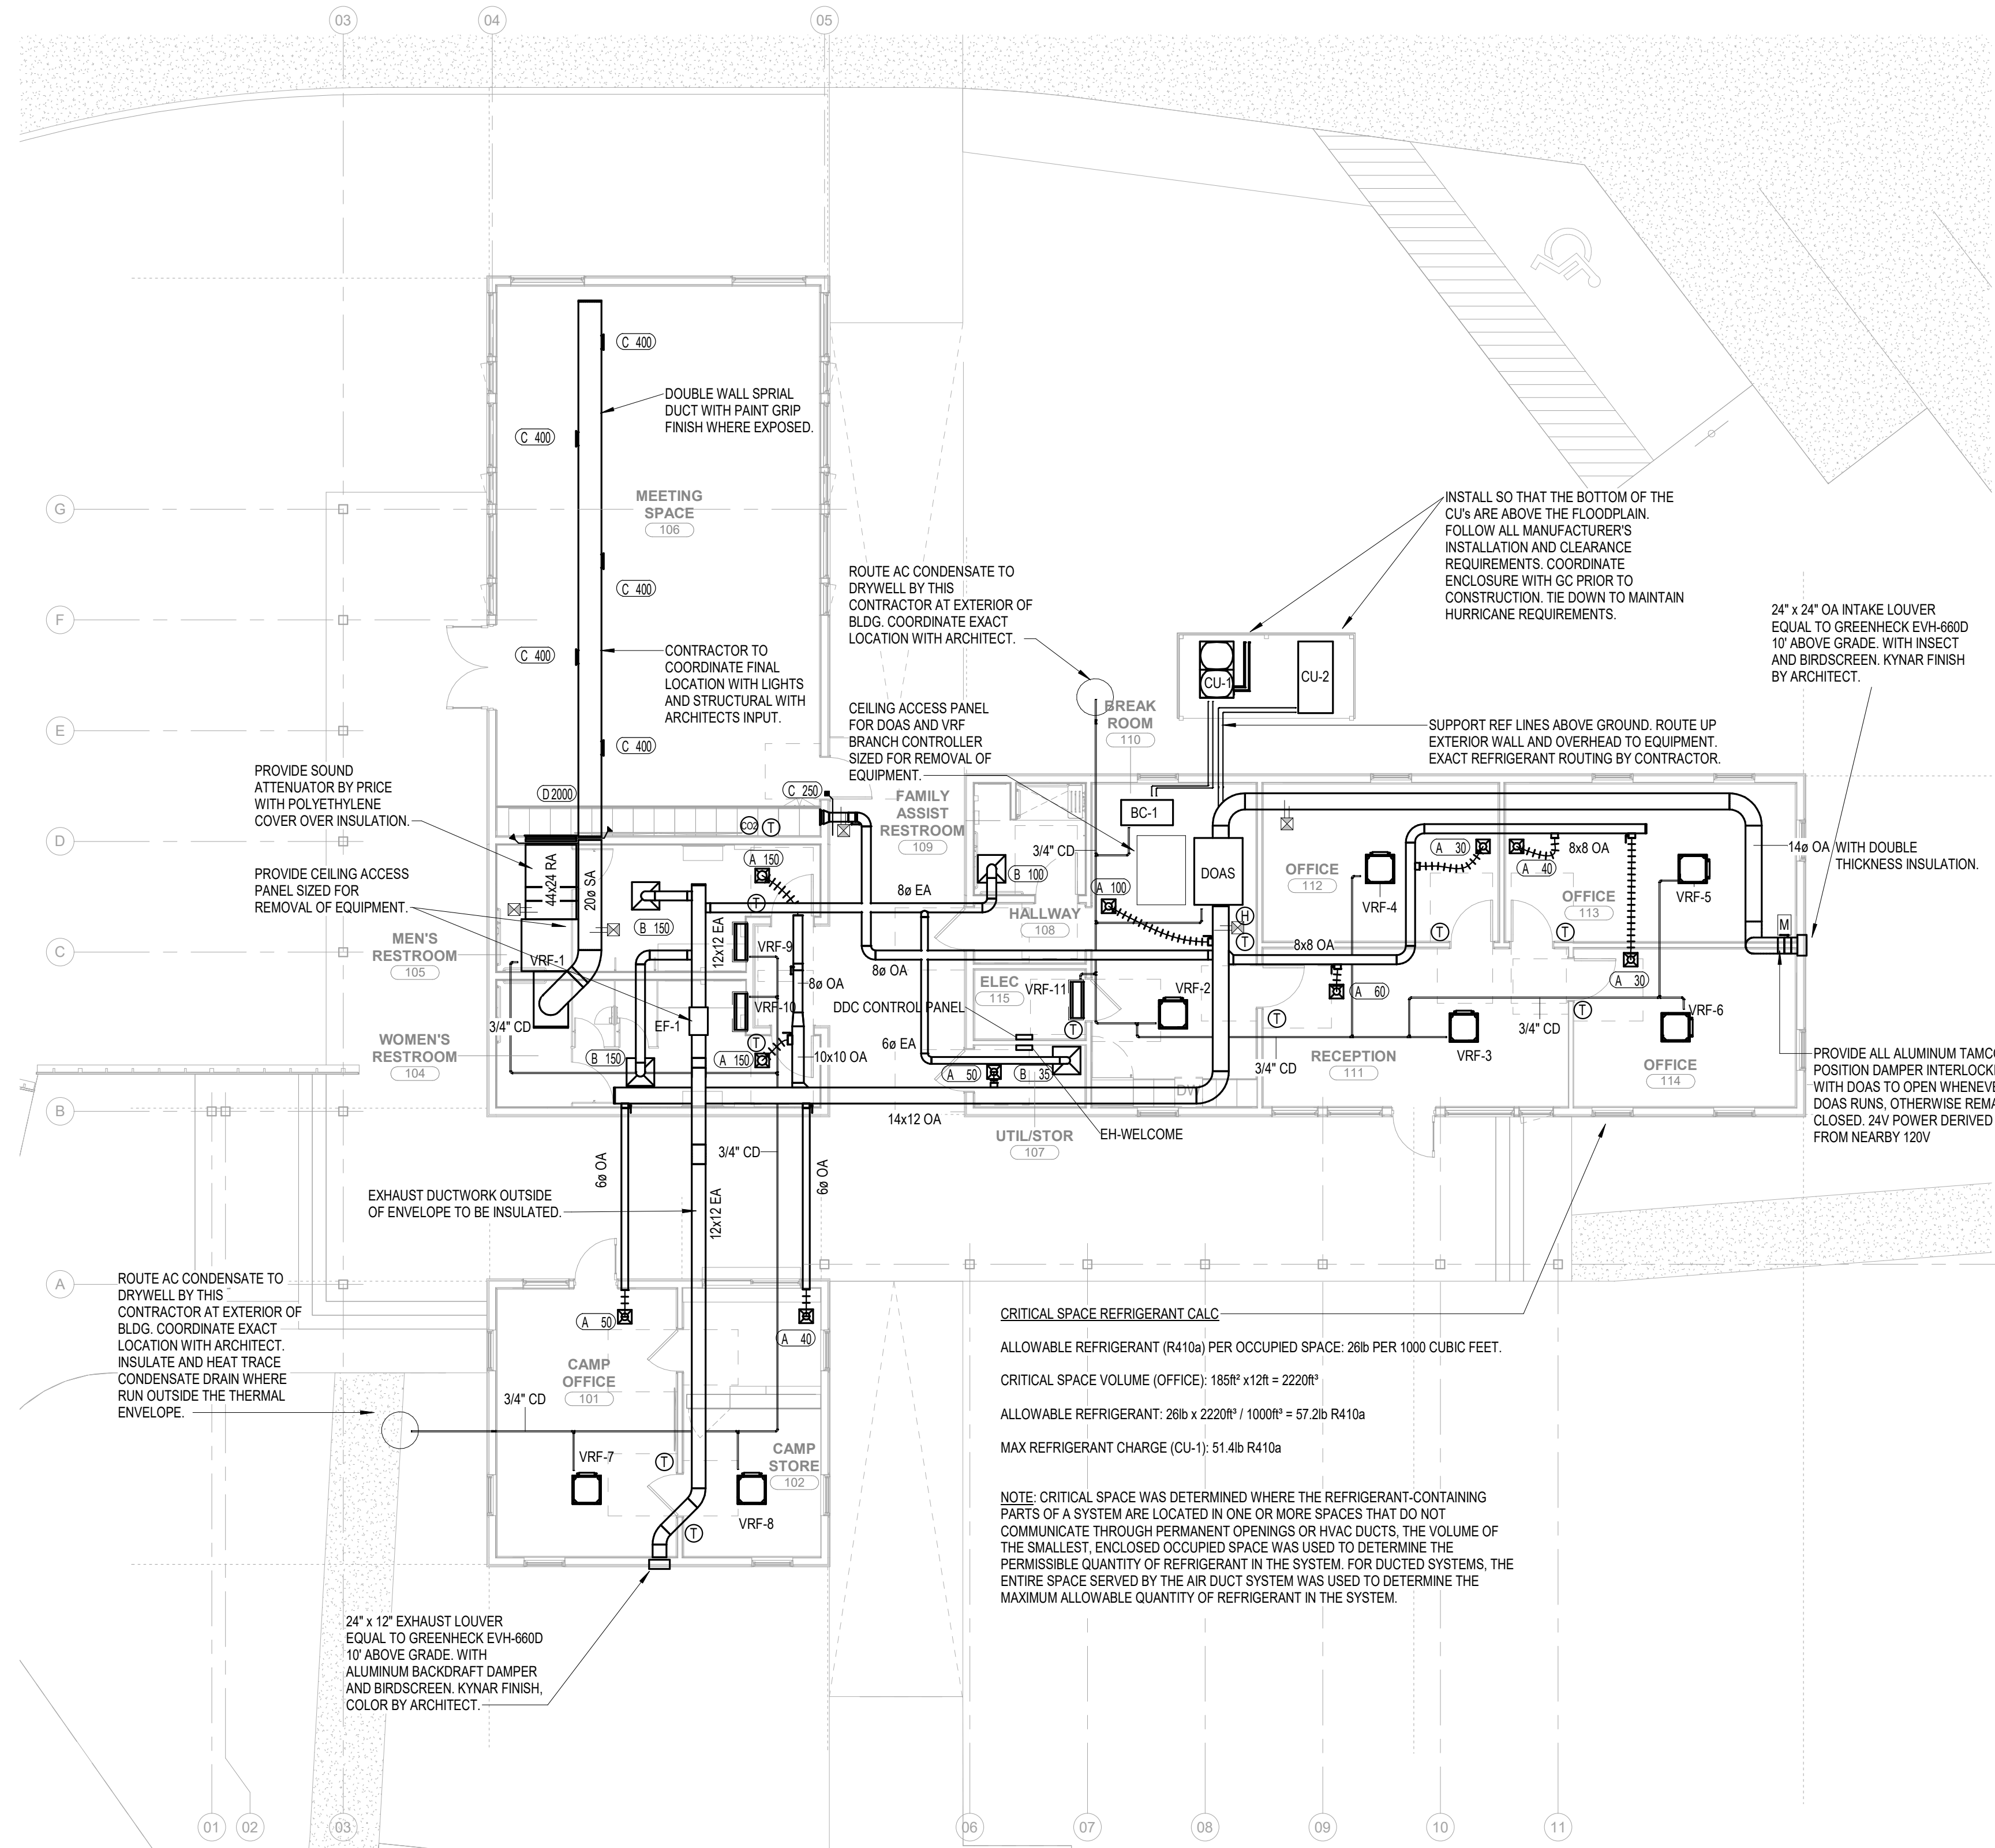 03
04
05
C 400
DOUBLE WALL SPRIAL
DUCT WITH PAINT GRIP
FINISH WHERE EXPOSED.
C 400
MEETING
SPACE
106
G
INSTALL SO THAT THE BOTTOM OF THE
CU's ARE ABOVE THE FLOODPLAIN.
FOLLOW ALL MANUFACTURER'S
INSTALLATION AND CLEARANCE
REQUIREMENTS. COORDINATE
ENCLOSURE WITH GC PRIOR TO
CONSTRUCTION. TIE DOWN TO MAINTAIN
HURRICANE REQUIREMENTS.
ROUTE AC CONDENSATE TO
DRYWELL BY THIS
CONTRACTOR AT EXTERIOR OF
BLDG. COORDINATE EXACT
LOCATION WITH ARCHITECT.
C 400
24" x 24" OA INTAKE LOUVER
EQUAL TO GREENHECK EVH-660D
10' ABOVE GRADE. WITH INSECT
AND BIRDSCREEN. KYNAR FINISH
BY ARCHITECT.
F
C 400
CONTRACTOR TO
COORDINATE FINAL
LOCATION WITH LIGHTS
AND STRUCTURAL WITH
ARCHITECTS INPUT.
CU-1
CU-2
CEILING ACCESS PANEL
FOR DOAS AND VRF
BRANCH CONTROLLER
SIZED FOR REMOVAL OF
EQUIPMENT.
BREAK
ROOM
110
E
C 400
SUPPORT REF LINES ABOVE GROUND. ROUTE UP
EXTERIOR WALL AND OVERHEAD TO EQUIPMENT.
EXACT REFRIGERANT ROUTING BY CONTRACTOR.
PROVIDE SOUND
ATTENUATOR BY PRICE
WITH POLYETHYLENE
COVER OVER INSULATION.
D 2000
C 250
FAMILY
ASSIST
RESTROOM
109
BC-1
CO2
T
D
3/4" CD
14ø OA WITH DOUBLE
THICKNESS INSULATION.
PROVIDE CEILING ACCESS
PANEL SIZED FOR
REMOVAL OF EQUIPMENT.
44x24 RA
20ø SA
A 150
B 100
A 100
DOAS
OFFICE
112
A 30
VRF-4
A 40
8x8 OA
OFFICE
113
VRF-5
8ø EA
T
B 150
HALLWAY
108
H
T
T
T
M
C
MEN'S
RESTROOM
105
VRF-1
12x12 EA
VRF-9
8ø OA
8ø OA
8x8 OA
ELEC
115
VRF-11
VRF-2
A 60
A 30
3/4" CD
EF-1
VRF-10
DDC CONTROL PANEL
T
T
T
VRF-6
WOMEN'S
RESTROOM
104
B 150
T
A 150
10x10 OA
6ø EA
A 50
B 35
3/4" CD
RECEPTION
111
VRF-3
3/4" CD
OFFICE
114
PROVIDE ALL ALUMINUM TAMC
POSITION DAMPER INTERLOCK
WITH DOAS TO OPEN WHENEVE
DOAS RUNS, OTHERWISE REMA
CLOSED. 24V POWER DERIVED
FROM NEARBY 120V
B
DW
14x12 OA
UTIL/STOR
107
EH-WELCOME
3/4" CD
6ø OA
6ø OA
12x12 EA
EXHAUST DUCTWORK OUTSIDE
OF ENVELOPE TO BE INSULATED.
A
ROUTE AC CONDENSATE TO
DRYWELL BY THIS
CONTRACTOR AT EXTERIOR OF
BLDG. COORDINATE EXACT
LOCATION WITH ARCHITECT.
INSULATE AND HEAT TRACE
CONDENSATE DRAIN WHERE
RUN OUTSIDE THE THERMAL
ENVELOPE.
A 50
A 40
CAMP
OFFICE
101
3/4" CD
VRF-7
T
CAMP
STORE
102
VRF-8
T
CRITICAL SPACE REFRIGERANT CALC
ALLOWABLE REFRIGERANT (R410a) PER OCCUPIED SPACE: 26lb PER 1000 CUBIC FEET.
CRITICAL SPACE VOLUME (OFFICE): 185ft² x12ft = 2220ft³
ALLOWABLE REFRIGERANT: 26lb x 2220ft³ / 1000ft³ = 57.2lb R410a
MAX REFRIGERANT CHARGE (CU-1): 51.4lb R410a
NOTE: CRITICAL SPACE WAS DETERMINED WHERE THE REFRIGERANT-CONTAINING
PARTS OF A SYSTEM ARE LOCATED IN ONE OR MORE SPACES THAT DO NOT
COMMUNICATE THROUGH PERMANENT OPENINGS OR HVAC DUCTS, THE VOLUME OF
THE SMALLEST, ENCLOSED OCCUPIED SPACE WAS USED TO DETERMINE THE
PERMISSIBLE QUANTITY OF REFRIGERANT IN THE SYSTEM. FOR DUCTED SYSTEMS, THE
ENTIRE SPACE SERVED BY THE AIR DUCT SYSTEM WAS USED TO DETERMINE THE
MAXIMUM ALLOWABLE QUANTITY OF REFRIGERANT IN THE SYSTEM.
24" x 12" EXHAUST LOUVER
EQUAL TO GREENHECK EVH-660D
10' ABOVE GRADE. WITH
ALUMINUM BACKDRAFT DAMPER
AND BIRDSCREEN. KYNAR FINISH,
COLOR BY ARCHITECT.
01
02
03
06
07
08
09
10
11